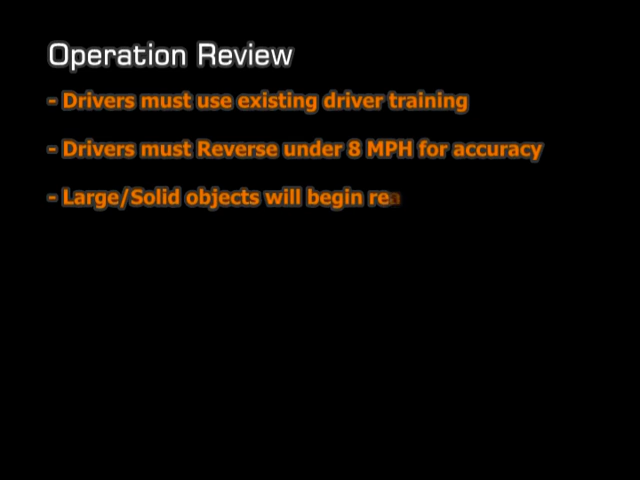 Operation Review
- Drivers must use existing driver training
- Drivers must Reverse under 8 MPH for accuracy
- Large/Solid objects will begin rea